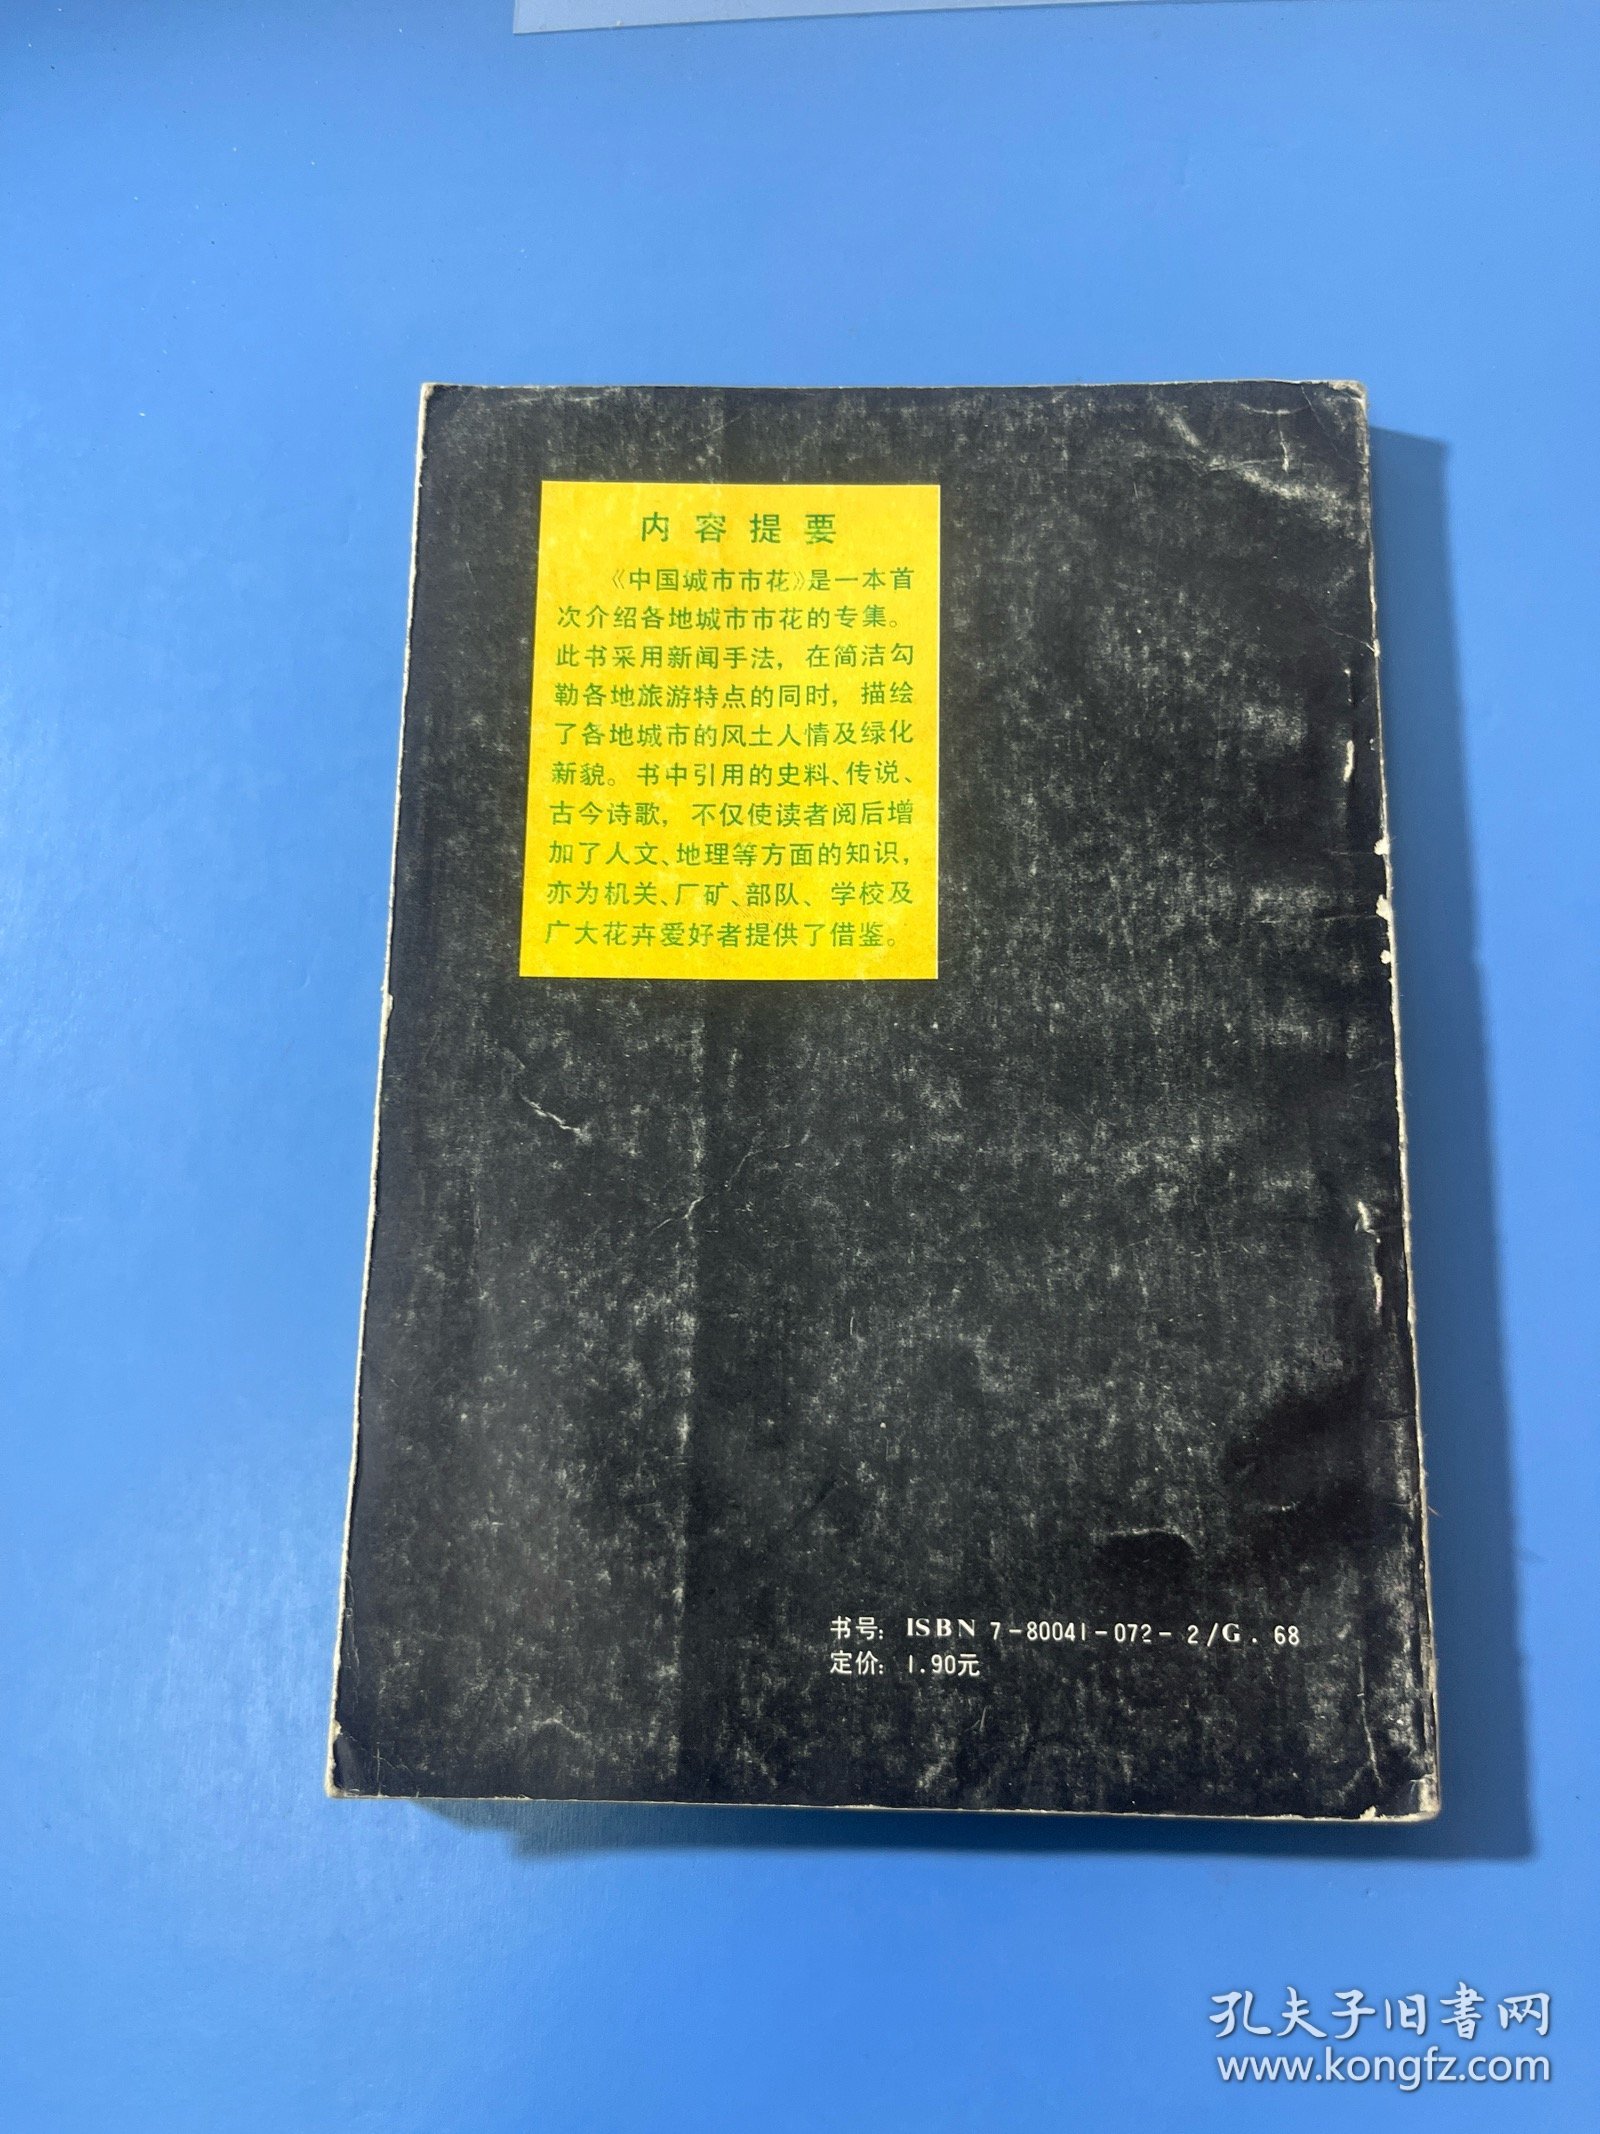 内容提要
《中国城市市花》是一本首
次介绍各地城市市花的专集。
此书采用新闻手法，在简洁勾
勒各地旅游特点的同时，描绘
了各地城市的风土人情及绿化
新貌。书中引用的史料、传说、
古今诗歌，不仅使读者阅后增
加了人文、地理等方面的知识，
亦为机关、厂矿、部队、学校及
广大花卉爱好者提供了借鉴。
书号：ISBN 7-80041-072-2/G.68
定价：1.90元
孔夫子旧書网
www.kongfz.com